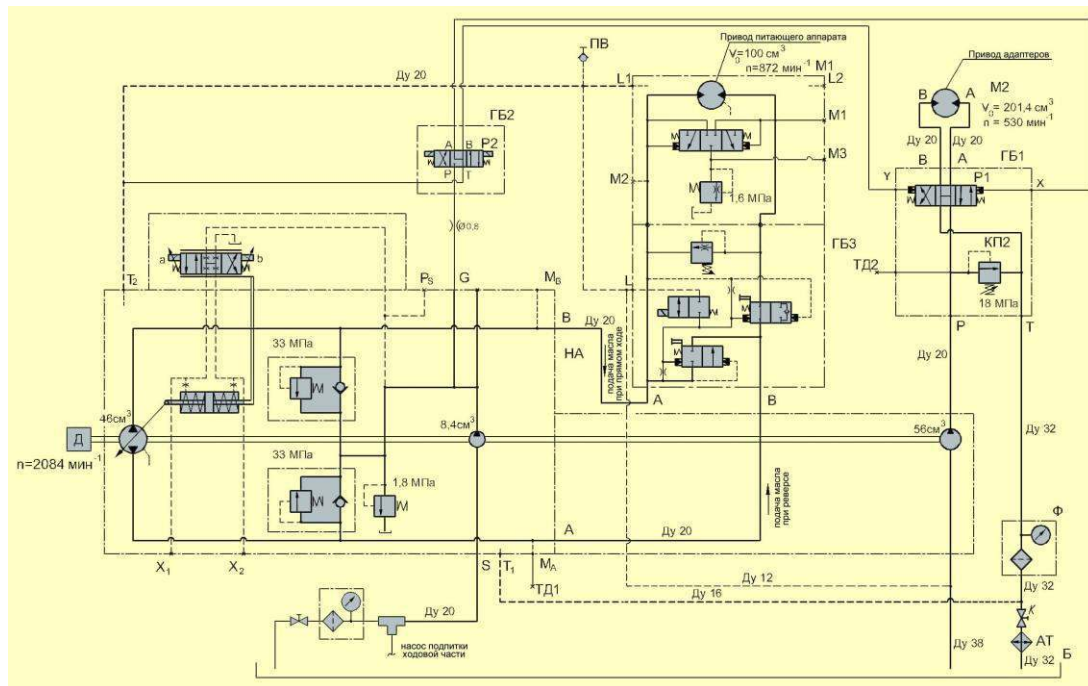 Привод питающего аппарата
V₀=100 см³
n=872 мин⁻¹
M1
L1
L2
M1
M3
M2
1,6 МПа
ГБ3
L
A
B
ПВ
Ду 20
ГБ2
A B
P2
P T
Ø0,8
Привод адаптеров
B A
M2
V₀ = 201,4 см³
n = 530 мин⁻¹
Ду 20
Ду 20
B A
ГБ1
Y
P1
X
КП2
ТД2
18 МПа
P
T
Ду 20
a
b
T₂
Pₛ
G
M_Б
B
Ду 20
НА
подача масла
при прямом ходе
33 МПа
46см³
8,4см³
56см³
Д
n=2084 мин⁻¹
33 МПа
1,8 МПа
A
Ду 20
подача масла
при реверсе
Ду 32
Ф
X₁
X₂
S
T₁
M_А
ТД1
Ду 12
Ду 16
Ду 32
К
Ду 20
насос подпитки
ходовой части
Ду 38
АТ
Ду 32
Б